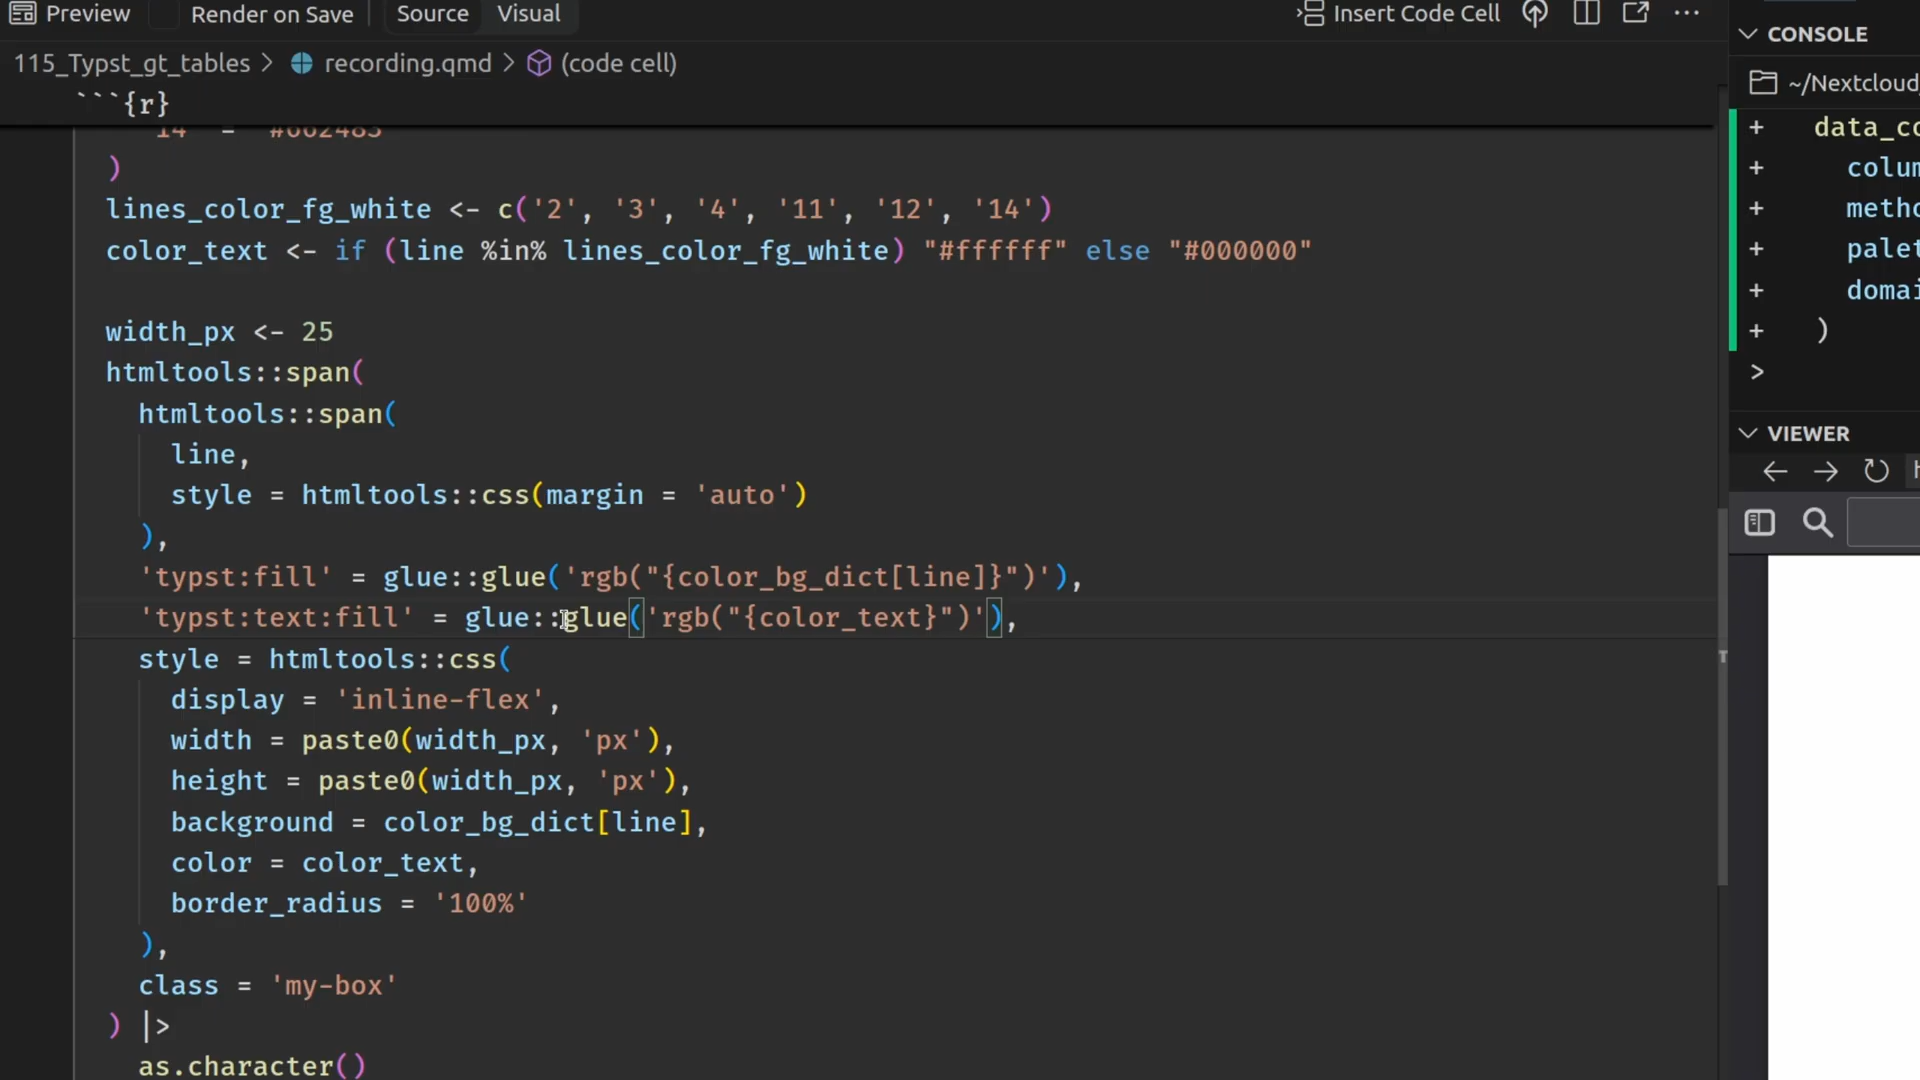 Preview Render on Save Source Visual Insert Code Cell
115_Typst_gt_tables > recording.qmd > (code cell)
```{r}
)
lines_color_fg_white <- c('2', '3', '4', '11', '12', '14')
color_text <- if (line %in% lines_color_fg_white) "#ffffff" else "#000000"
width_px <- 25
htmltools::span(
htmltools::span(
line,
style = htmltools::css(margin = 'auto')
),
'typst:fill' = glue::glue('rgb("{color_bg_dict[line]}")'),
'typst:text:fill' = glue::glue('rgb("{color_text}")'),
style = htmltools::css(
display = 'inline-flex',
width = paste0(width_px, 'px'),
height = paste0(width_px, 'px'),
background = color_bg_dict[line],
color = color_text,
border_radius = '100%'
),
class = 'my-box'
) |>
as.character()
CONSOLE
~/Nextcloud
+ data_co
+ colum
+ metho
+ palet
+ domai
+ )
>
VIEWER